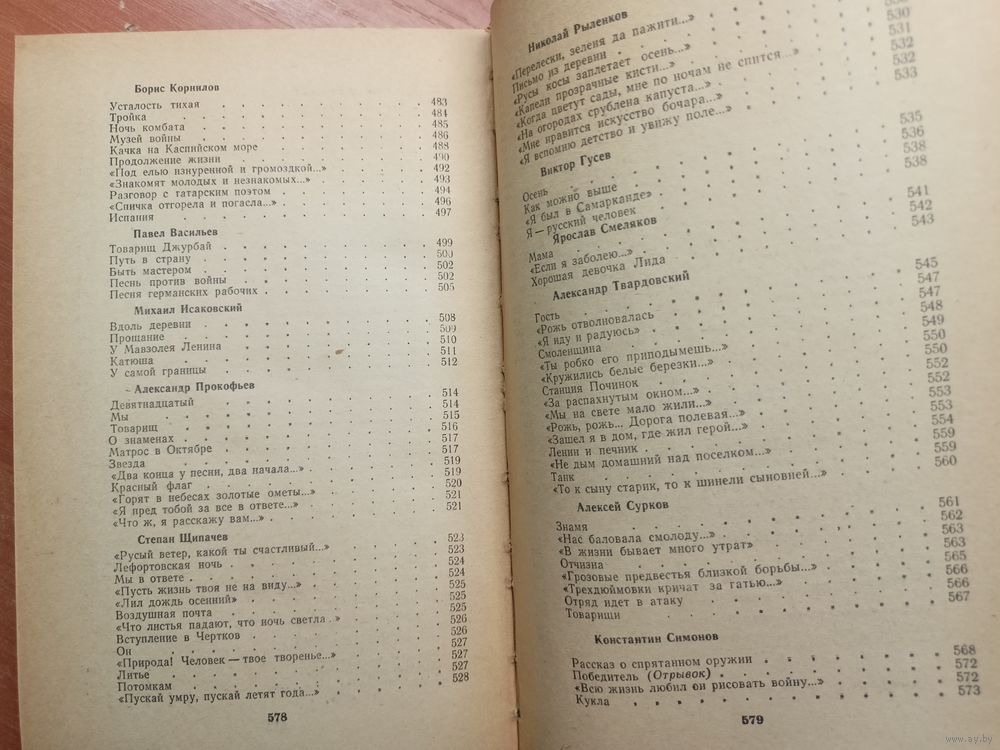 Борис Корнилов
Усталость тихая . . . . . . . . . . 483
Тройка . . . . . . . . . . 484
Ночь комбата . . . . . . . . . . 485
Музей войны . . . . . . . . . . 486
Качка на Каспийском море . . . . . . . . . . 488
Продолжение жизни . . . . . . . . . . 490
«Под елью изнуренной и громоздкой...» . . . . . . 492
«Знакомят молодых и незнакомых...» . . . . . . 493
Разговор с татарским поэтом . . . . . . . . 494
«Спичка отгорела и погасла...» . . . . . . . . 496
Испания . . . . . . . . . . 497
Павел Васильев
Товарищ Джурбай . . . . . . . . . . 499
Путь в страну . . . . . . . . . . 500
Быть мастером . . . . . . . . . . 502
Песнь против войны . . . . . . . . . . 502
Песня германских рабочих . . . . . . . . . . 505
Михаил Исаковский
Вдоль деревни . . . . . . . . . . 508
Прощание . . . . . . . . . . 509
У Мавзолея Ленина . . . . . . . . . . 510
Катюша . . . . . . . . . . 511
У самой границы . . . . . . . . . . 512
Александр Прокофьев
Девятнадцатый . . . . . . . . . . 514
Мы . . . . . . . . . . 514
Товарищ . . . . . . . . . . 515
О знаменах . . . . . . . . . . 516
Матрос в Октябре . . . . . . . . . . 517
Звезда . . . . . . . . . . 517
«Два конца у песни, два начала...» . . . . . . 519
Красный флаг . . . . . . . . . . 519
«Горят в небесах золотые ометы...» . . . . . . 520
«Я пред тобой за все в ответе...» . . . . . . 521
«Что ж, я расскажу вам...» . . . . . . . . 521
Степан Щипачев
«Русый ветер, какой ты счастливый...» . . . . . . 523
Лефортовская ночь . . . . . . . . . . 523
Мы в ответе . . . . . . . . . . 524
«Пусть жизнь твоя не на виду...» . . . . . . 524
«Лил дождь осенний» . . . . . . . . . . 525
Воздушная почта . . . . . . . . . . 525
«Что листья падают, что ночь светла.» . . . . . . 525
Вступление в Чертков . . . . . . . . . . 526
Он . . . . . . . . . . 526
«Природа! Человек — твое творенье...» . . . . . . 527
Литье . . . . . . . . . . 527
Потомкам . . . . . . . . . . 527
«Пускай умру, пускай летят года...» . . . . . . 528
578
Николай Рыленков
«Перелески, зеленя да пажити...»
Письмо из деревни . . . . . . . . 530
«Русы косы заплетает осень...»
«Капели прозрачные кисти...» . . . . . . 531
«Когда цветут сады, мне по ночам не спится...» 532
«На огородах срублена капуста...» . . . . 532
«Мне нравится искусство бочара...» . . . . 533
«Я вспомню детство и увижу поле...»
Виктор Гусев
Осень . . . . . . . . . . 535
Как можно выше . . . . . . . . . . 536
«Я был в Самарканде» . . . . . . . . . . 538
Я — русский человек . . . . . . . . . . 538
Ярослав Смеляков
Мама . . . . . . . . . . 541
«Если я заболею...» . . . . . . . . . . 542
Хорошая девочка Лида . . . . . . . . . . 543
Александр Твардовский
Гость . . . . . . . . . . 545
«Рожь отволновалась . . . . . . . . . . 547
«Я иду и радуюсь» . . . . . . . . . . 547
Смоленщина . . . . . . . . . . 548
«Ты робко его приподымешь...» . . . . . . 549
«Кружились белые березки...» . . . . . . 550
Станция Починок . . . . . . . . . . 550
«За распахнутым окном...» . . . . . . . . 552
«Мы на свете мало жили...» . . . . . . . . 552
«Рожь, рожь... Дорога полевая...» . . . . . . 553
«Зашел я в дом, где жил герой...» . . . . . . 553
Ленин и печник . . . . . . . . . . 554
«Не дым домашний над поселком...» . . . . . . 559
Танк . . . . . . . . . . 559
«То к сыну старик, то к шинели сыновней...» . . . . 560
Алексей Сурков
Знамя . . . . . . . . . . 561
«Нас баловала смолоду...» . . . . . . . . 562
«В жизни бывает много утрат» . . . . . . . . 563
Отчизна . . . . . . . . . . 563
«Грозовые предвестья близкой борьбы...» . . . . . . 565
«Трехдюймовки кричат за гатью...» . . . . . . 566
Отряд идет в атаку . . . . . . . . . . 566
Товарищи . . . . . . . . . . 567
Константин Симонов
Рассказ о спрятанном оружии . . . . . . . . 568
Победитель (Отрывок) . . . . . . . . . . 572
«Всю жизнь любил он рисовать войну...» . . . . . . 572
Кукла . . . . . . . . . . 573
579
www.ay.by